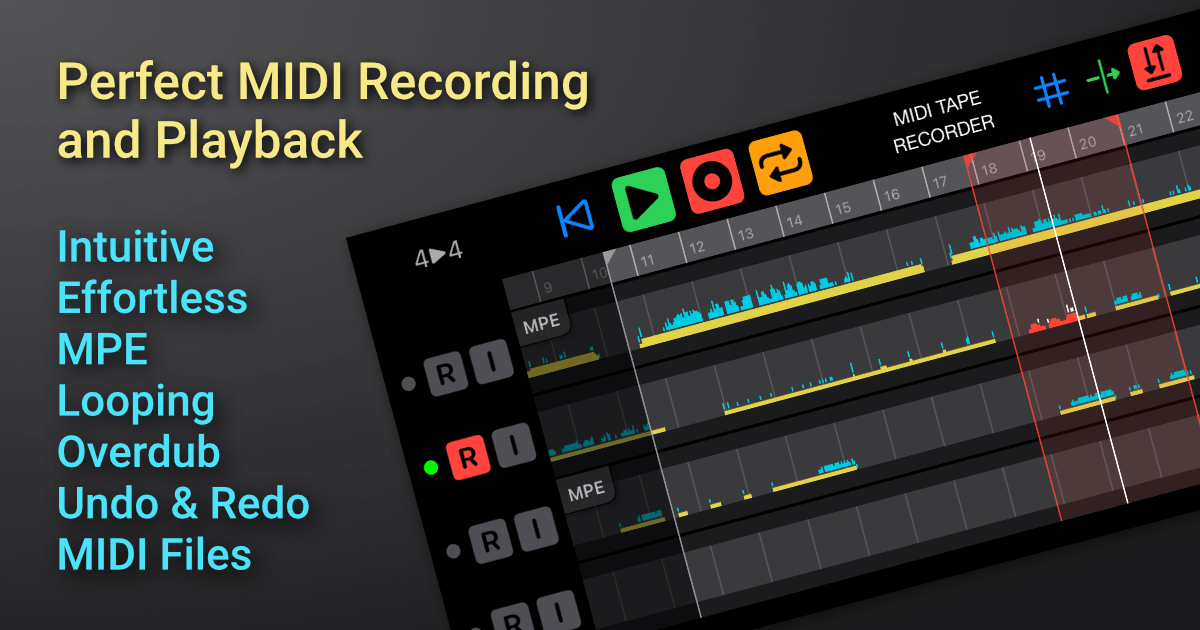 Perfect MIDI Recording
and Playback
Intuitive
Effortless
MPE
Looping
Overdub
Undo & Redo
MIDI Files
4▶4
MIDI TAPE
RECORDER
9 10 11 12 13 14 15 16 17 18 19 20 21 22
MPE
R I
R I
MPE
R I
R I